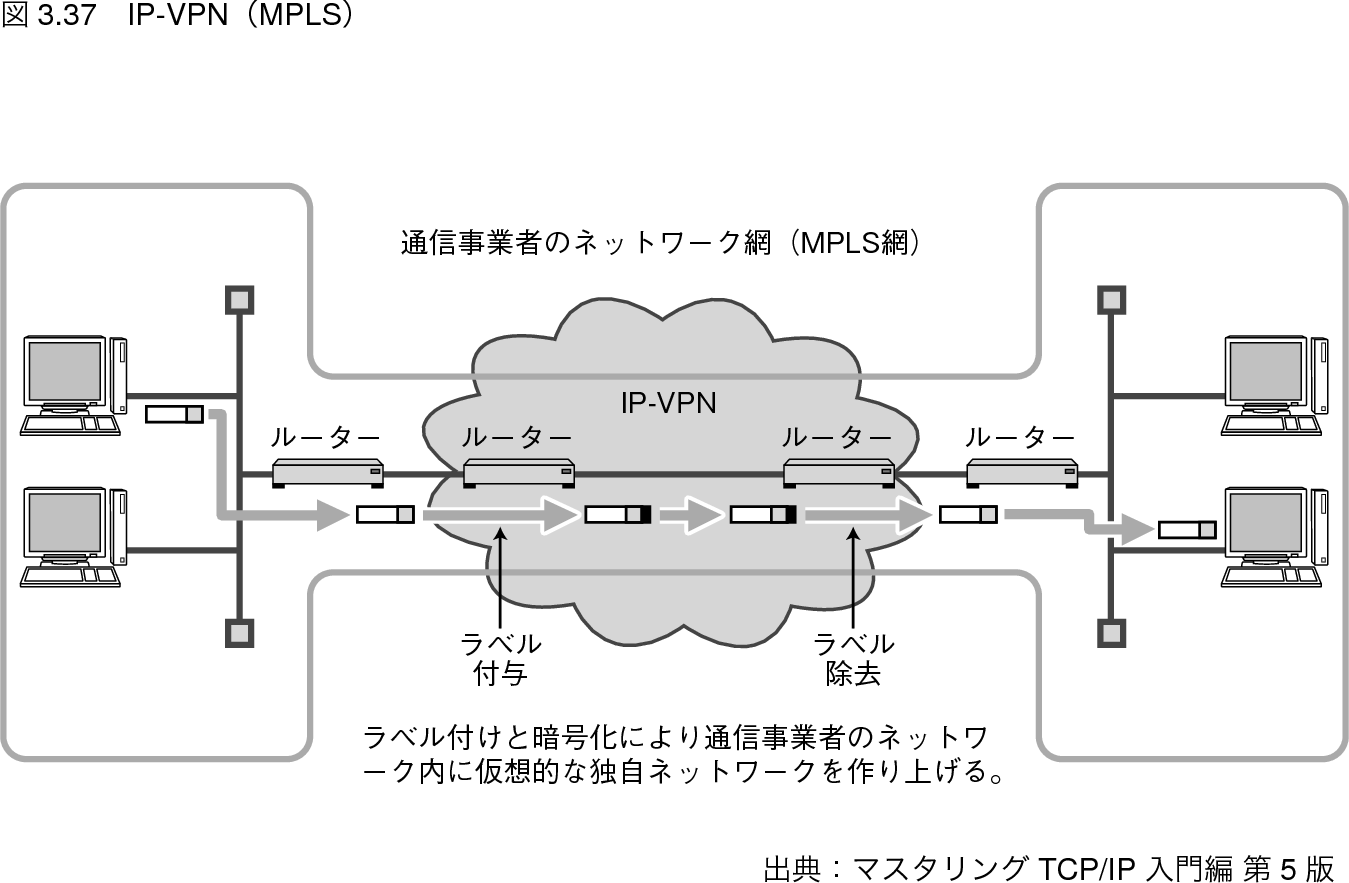 図 3.37　IP-VPN（MPLS）
通信事業者のネットワーク網（MPLS網）
IP-VPN
ルーター
ルーター
ルーター
ルーター
ラベル
付与
ラベル
除去
ラベル付けと暗号化により通信事業者のネットワ
ーク内に仮想的な独自ネットワークを作り上げる。
出典：マスタリング TCP/IP 入門編 第 5 版